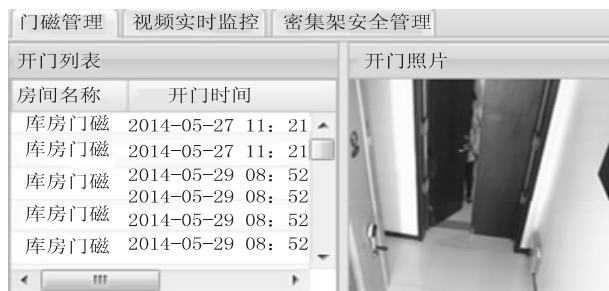 门磁管理 视频实时监控 密集架安全管理
开门列表 开门照片
房间名称 开门时间
库房门磁 2014-05-27 11：21
库房门磁 2014-05-27 11：21
库房门磁 2014-05-29 08：52
2014-05-29 08：52
库房门磁 2014-05-29 08：52
库房门磁 2014-05-29 08：52